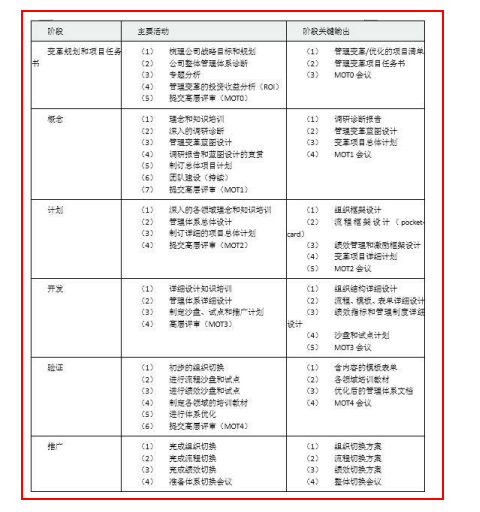 阶段 主要活动 阶段关键输出
变革规划和项目任务书
(1) 梳理公司战略目标和规划
(2) 公司整体管理体系诊断
(3) 专题分析
(4) 管理变革的投资收益分析（ROI）
(5) 提交高层评审（MOT0）
(1) 管理变革/优化的项目清单
(2) 管理变革项目任务书
(3) MOT0 会议
概念
(1) 理念和知识培训
(2) 深入的调研诊断
(3) 管理变革蓝图设计
(4) 调研报告和蓝图设计的宣贯
(5) 制订总体项目计划
(6) 团队建设（持续）
(7) 提交高层评审（MOT1）
(1) 调研诊断报告
(2) 管理变革蓝图设计
(3) 变革项目总体计划
(4) MOT1 会议
计划
(1) 深入的各领域理念和知识培训
(2) 管理体系总体设计
(3) 制订详细的项目总体计划
(4) 提交高层评审（MOT2）
(1) 组织框架设计
(2) 流程框架设计（pocket-
card）
(3) 绩效管理和激励框架设计
(4) 变革项目详细计划
(5) MOT2 会议
开发
(1) 详细设计知识培训
(2) 管理体系详细设计
(3) 制定沙盘、试点和推广计划
(4) 高层评审（MOT3）
(1) 组织结构详细设计
(2) 流程、模板、表单详细设计
(3) 绩效指标和管理制度详细
设计
(4) 沙盘和试点计划
(5) MOT3 会议
验证
(1) 初步的组织切换
(2) 进行流程沙盘和试点
(3) 进行绩效沙盘和试点
(4) 制定各领域的培训教材
(5) 进行体系优化
(6) 提交高层评审（MOT4）
(1) 含内容的模板表单
(2) 各领域培训教材
(3) 优化后的管理体系文档
(4) MOT4 会议
推广
(1) 完成组织切换
(2) 完成流程切换
(3) 完成绩效切换
(4) 准备体系切换会议
(1) 组织切换方案
(2) 流程切换方案
(3) 绩效切换方案
(4) 整体切换会议